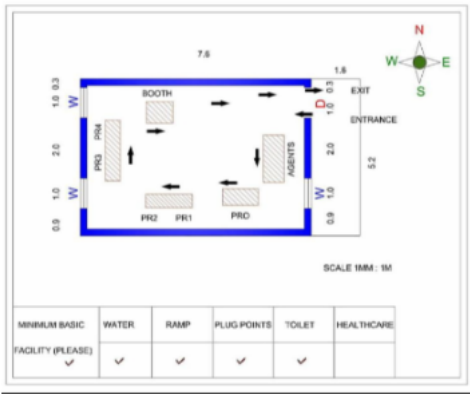 N
W E
S
7.6
1.8
0.3
1.0
W
2.0
1.0
W
0.9
BOOTH
PR4
PR3
PR2 PR1
PRO
AGENTS
0.3
D
1.0
EXIT
ENTRANCE
2.0
5.2
1.0
W
0.9
SCALE 1MM : 1M
MINIMUM BASIC WATER RAMP PLUG POINTS TOILET HEALTHCARE
FACILITY (PLEASE)